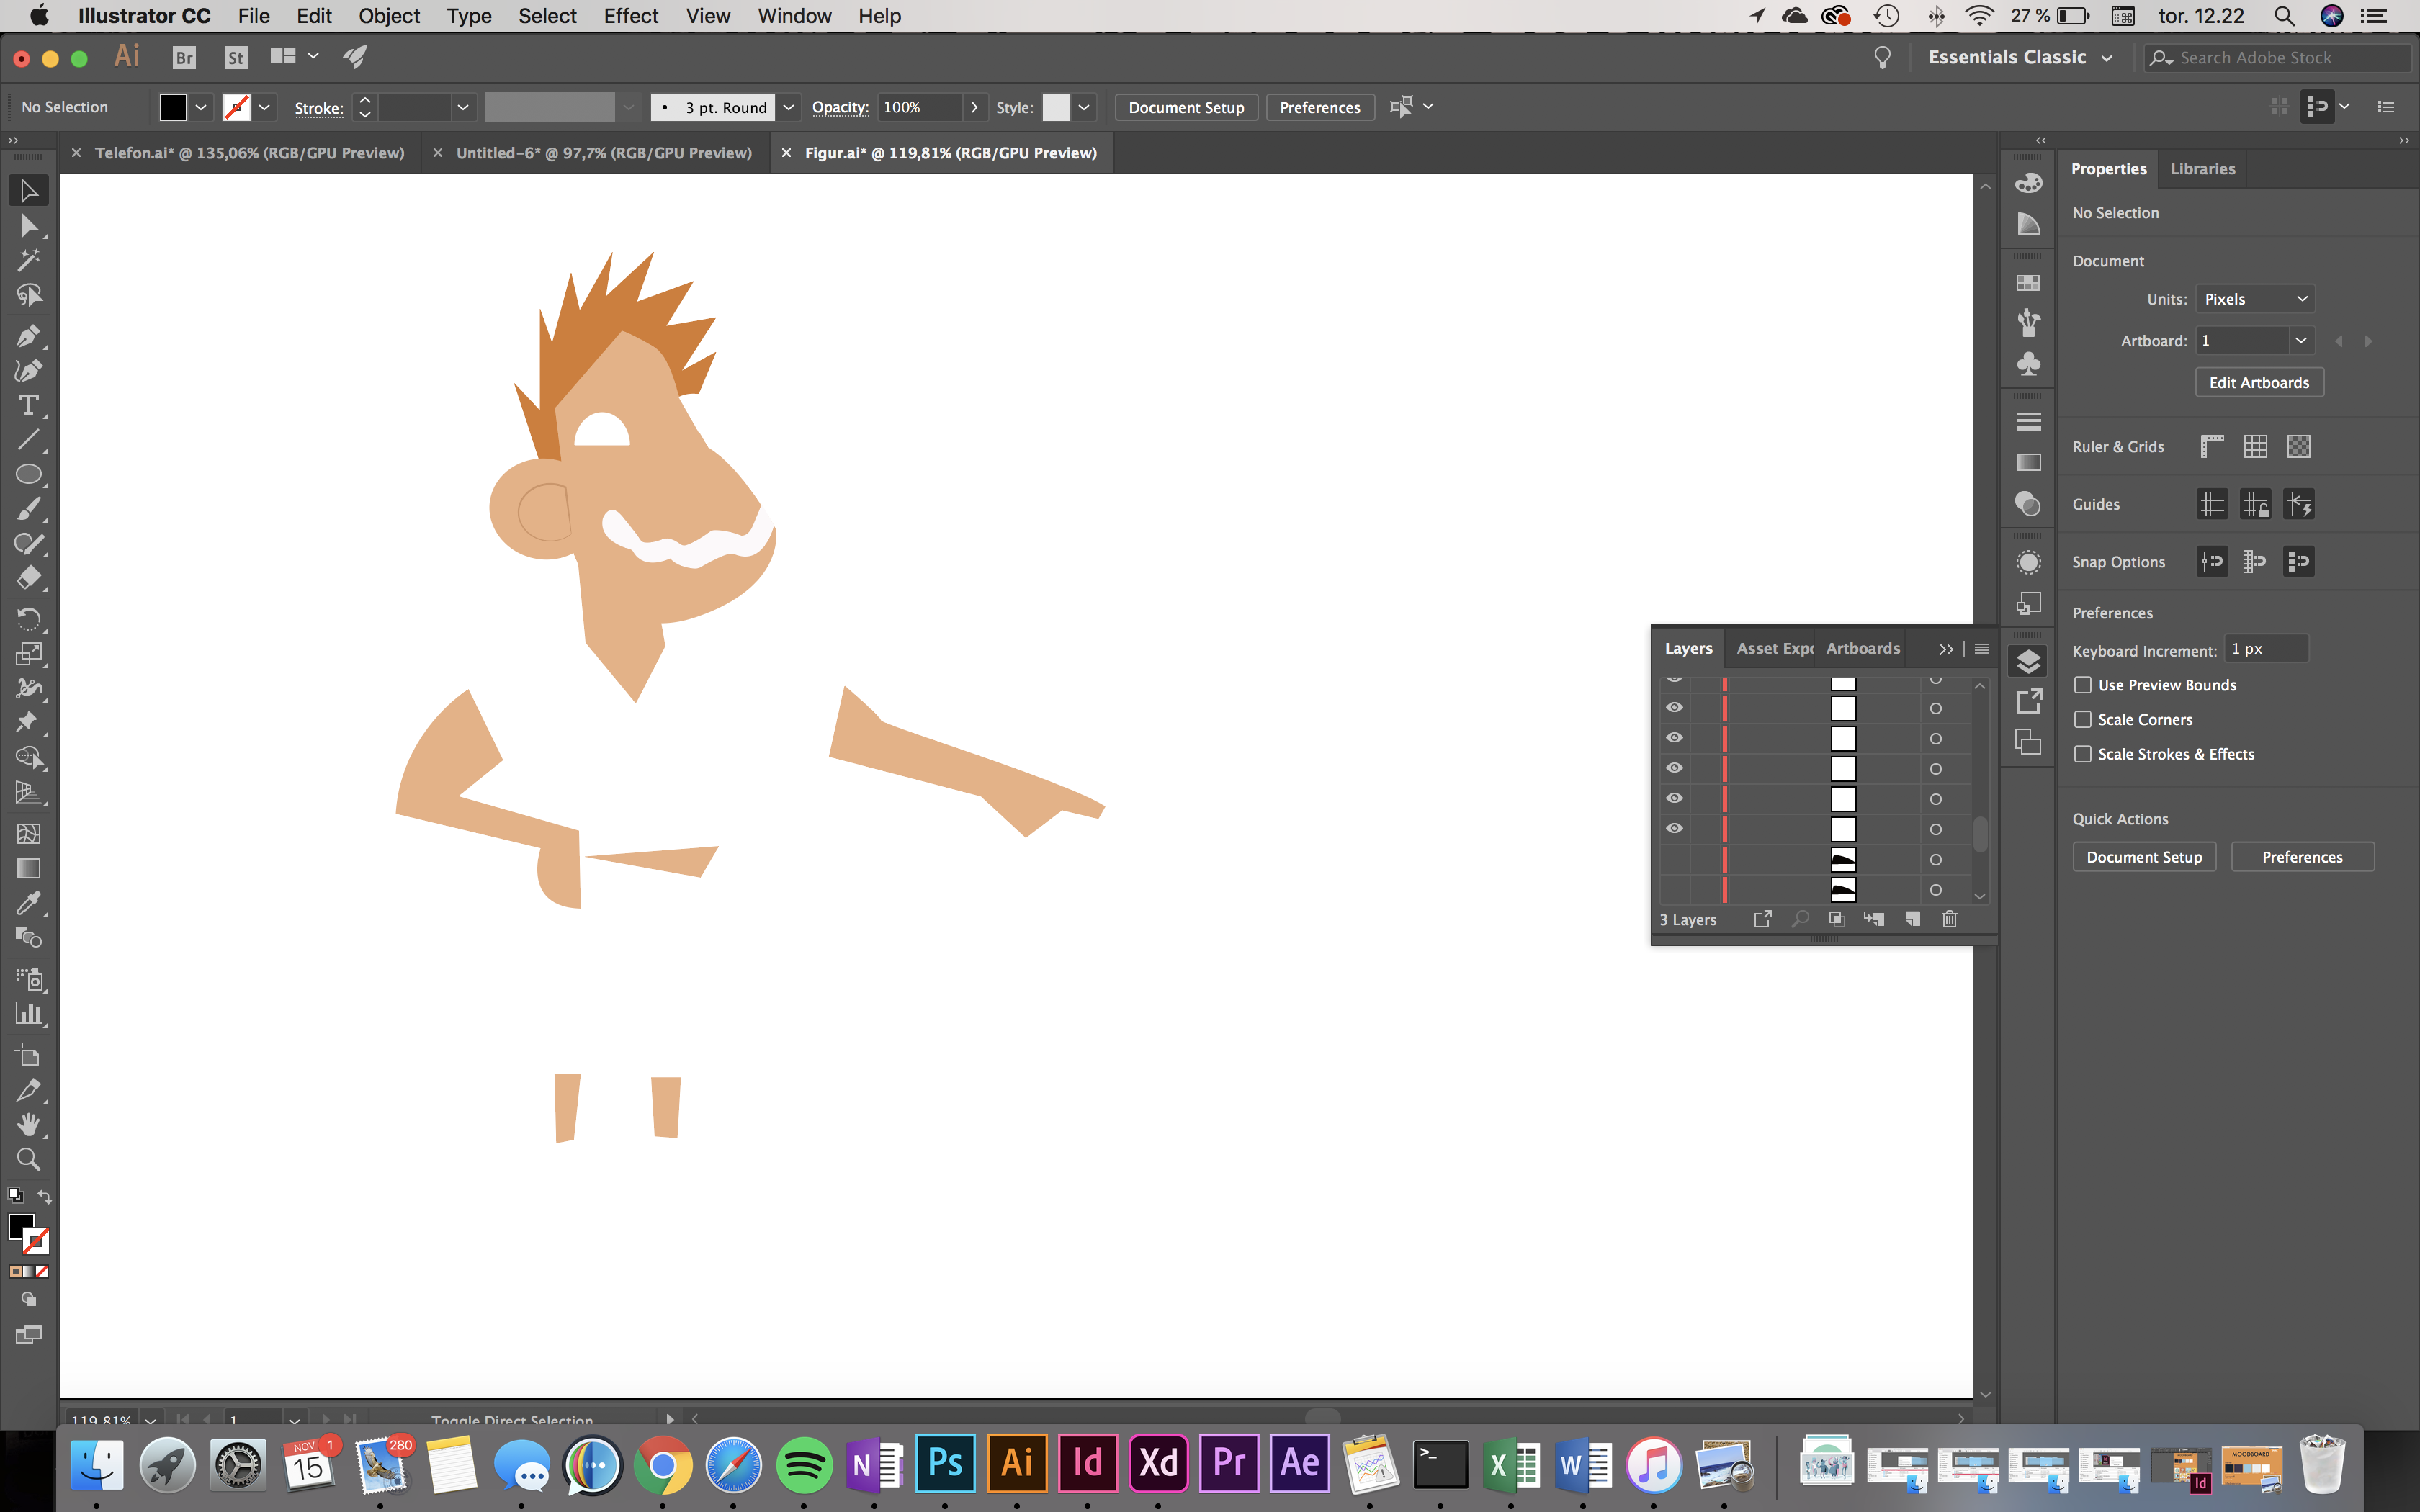 Illustrator CC File Edit Object Type Select Effect View Window Help 27 % tor. 12.22
Ai Br St Essentials Classic Search Adobe Stock
No Selection Stroke: 3 pt. Round Opacity: 100% Style: Document Setup Preferences
Telefon.ai* @ 135,06% (RGB/GPU Preview) Untitled-6* @ 97,7% (RGB/GPU Preview) Figur.ai* @ 119,81% (RGB/GPU Preview)
Properties Libraries
No Selection
Document
Units: Pixels
Artboard: 1
Edit Artboards
Ruler & Grids
Guides
Snap Options
Preferences
Keyboard Increment: 1 px
Use Preview Bounds
Scale Corners
Scale Strokes & Effects
Quick Actions
Document Setup Preferences
Layers Asset Expo Artboards
3 Layers
119,81% 1 Toggle Direct Selection
NOV 1
15
280
N Ps Ai Id Xd Pr Ae X W
Id MOODBOARD